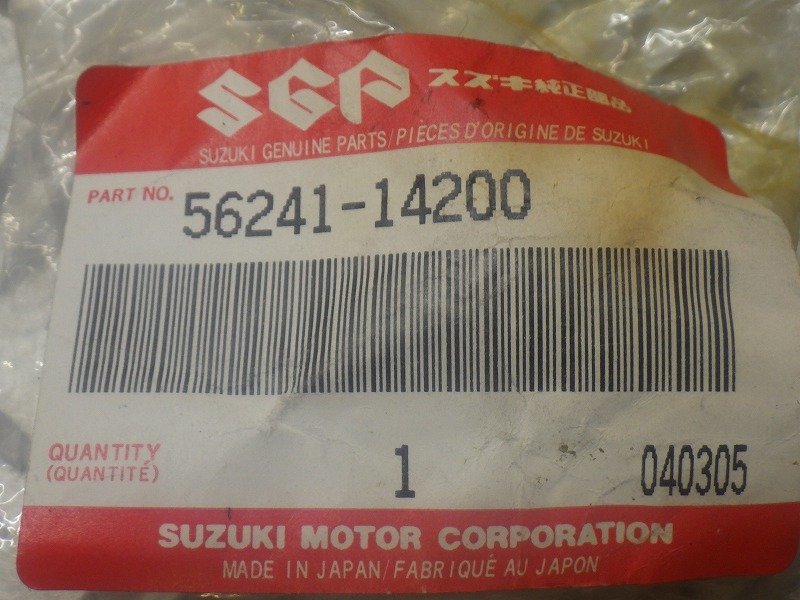 SGP スズキ純正部品
SUZUKI GENUINE PARTS/PIÈCES D'ORIGINE DE SUZUKI
PART NO. 56241-14200
QUANTITY
(QUANTITÉ) 1 040305
SUZUKI MOTOR CORPORATION
MADE IN JAPAN/FABRIQUÉ AU JAPON